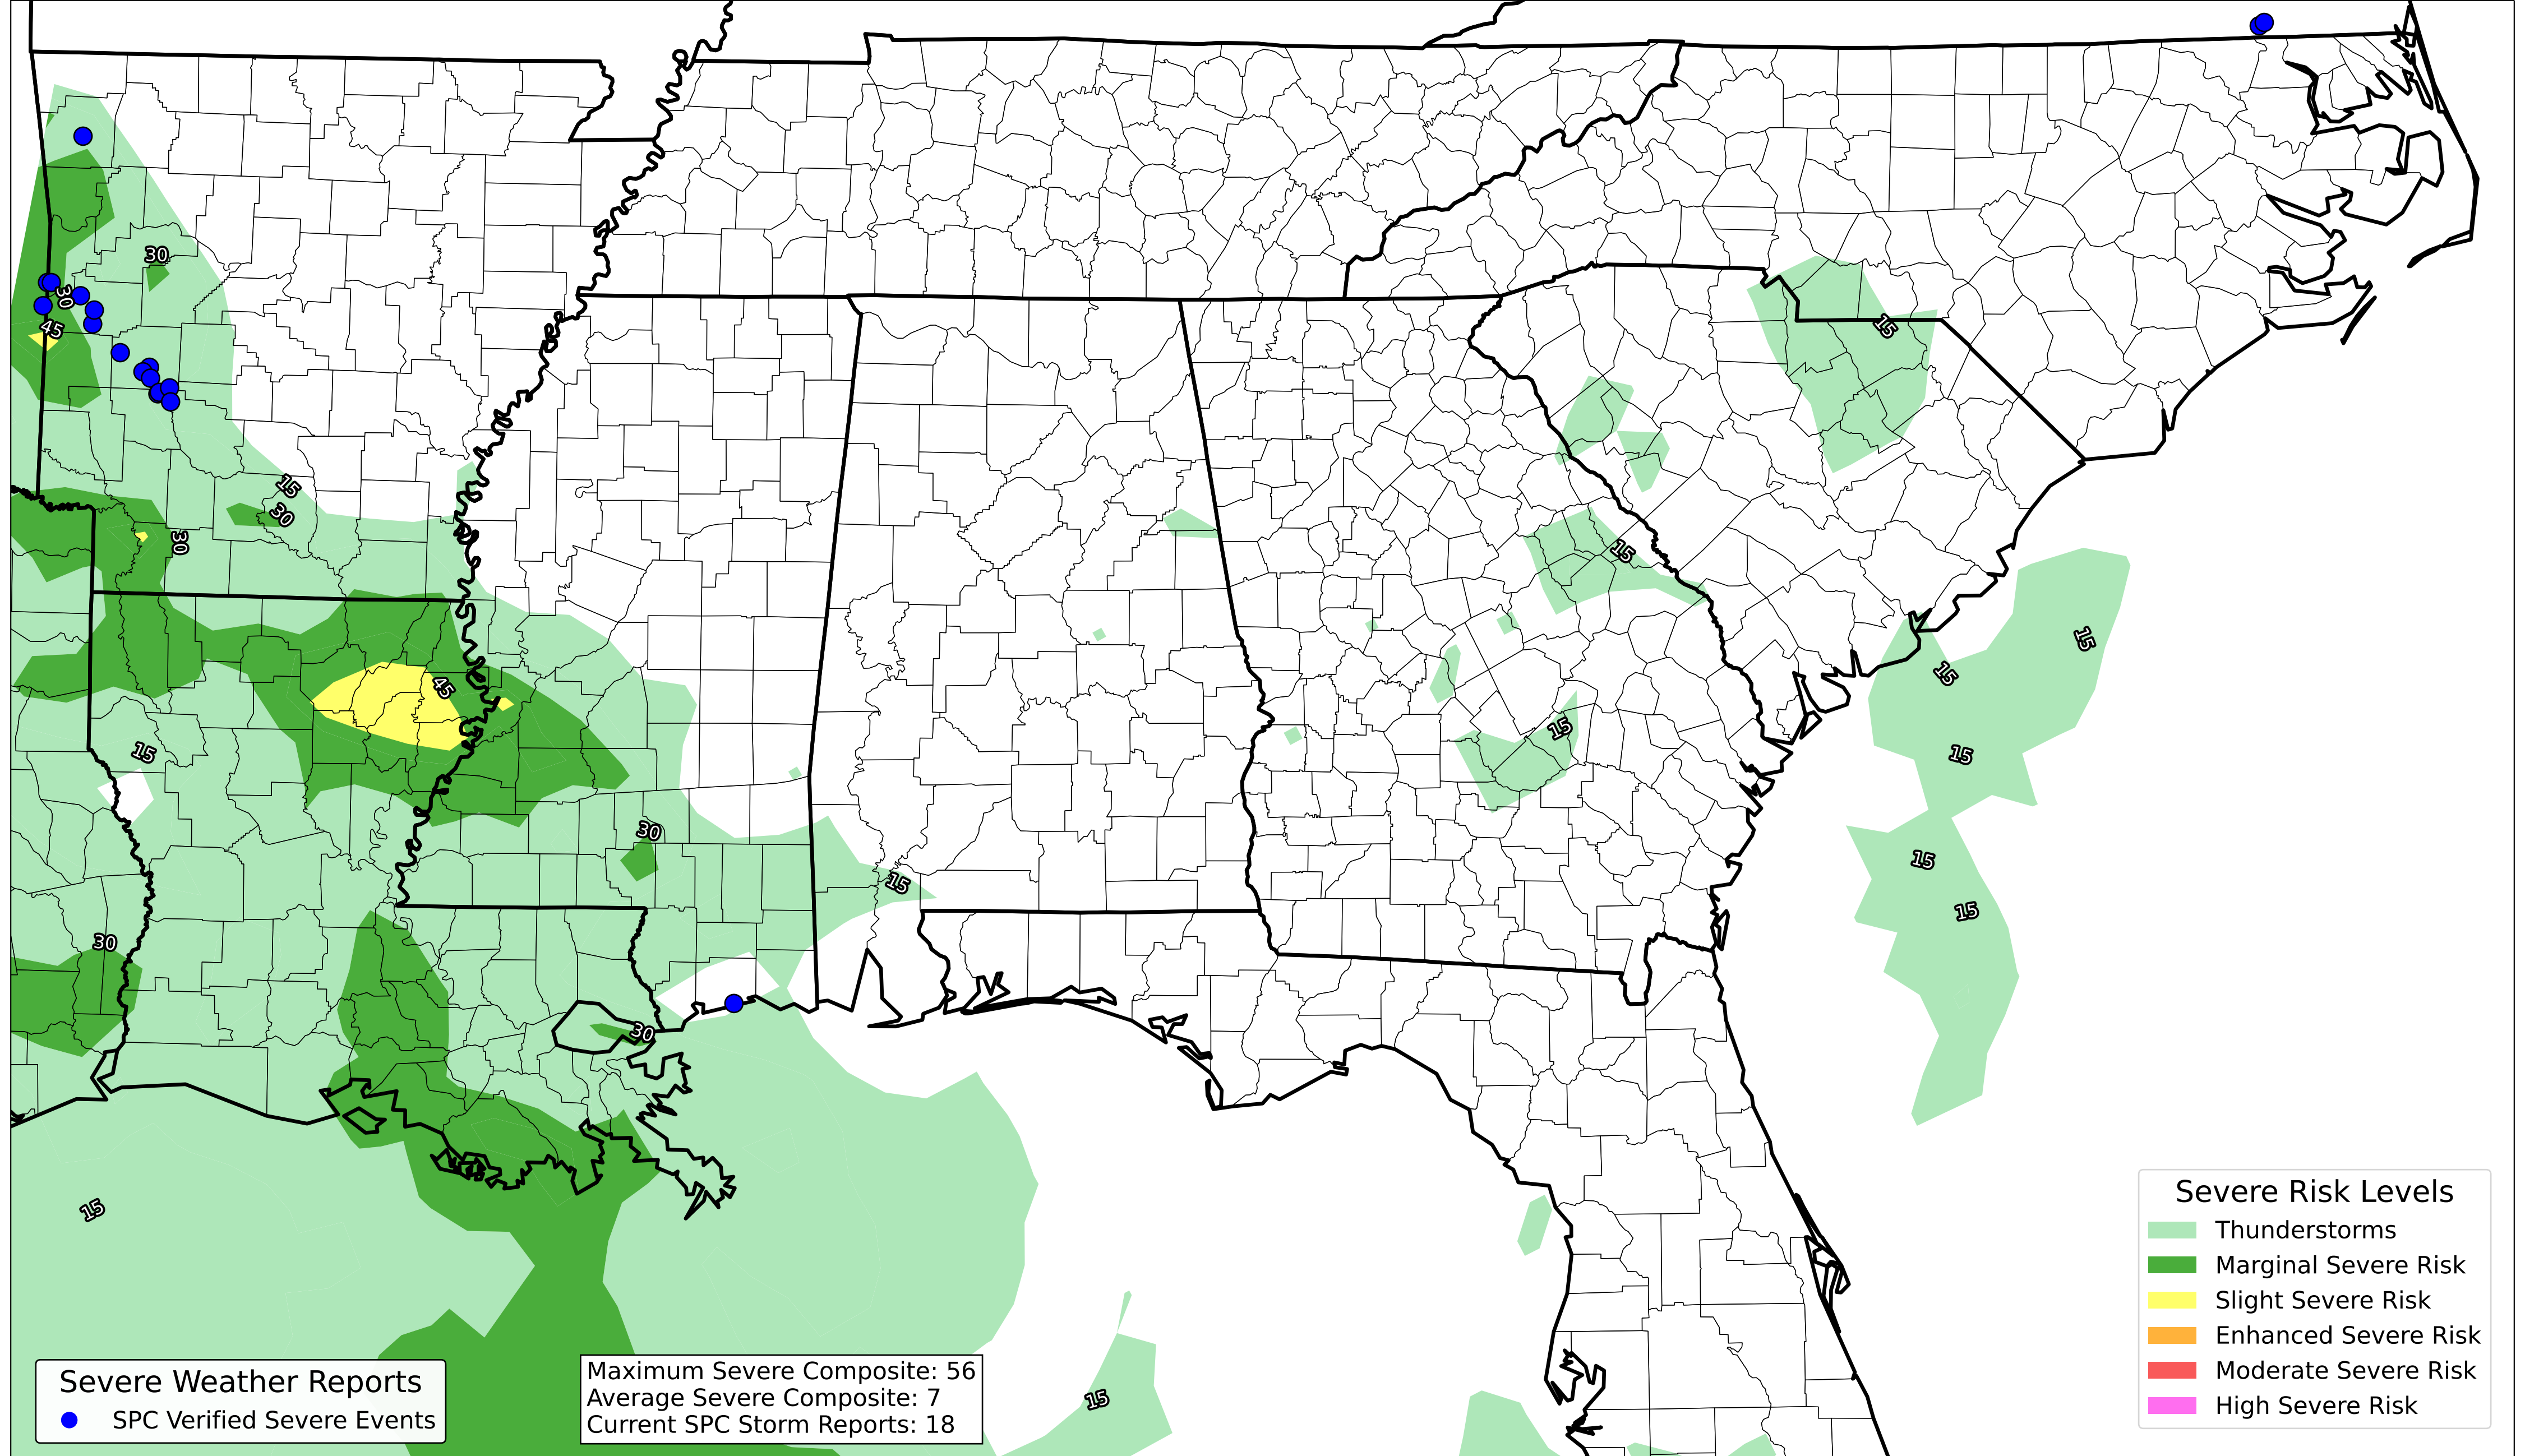 30
30
45
15
30
30
15
15
45
15
15
15
15
15
15
30
15
15
30
15
30
15
15
Severe Risk Levels
Thunderstorms
Marginal Severe Risk
Slight Severe Risk
Enhanced Severe Risk
Moderate Severe Risk
High Severe Risk
Severe Weather Reports
SPC Verified Severe Events
Maximum Severe Composite: 56
Average Severe Composite: 7
Current SPC Storm Reports: 18